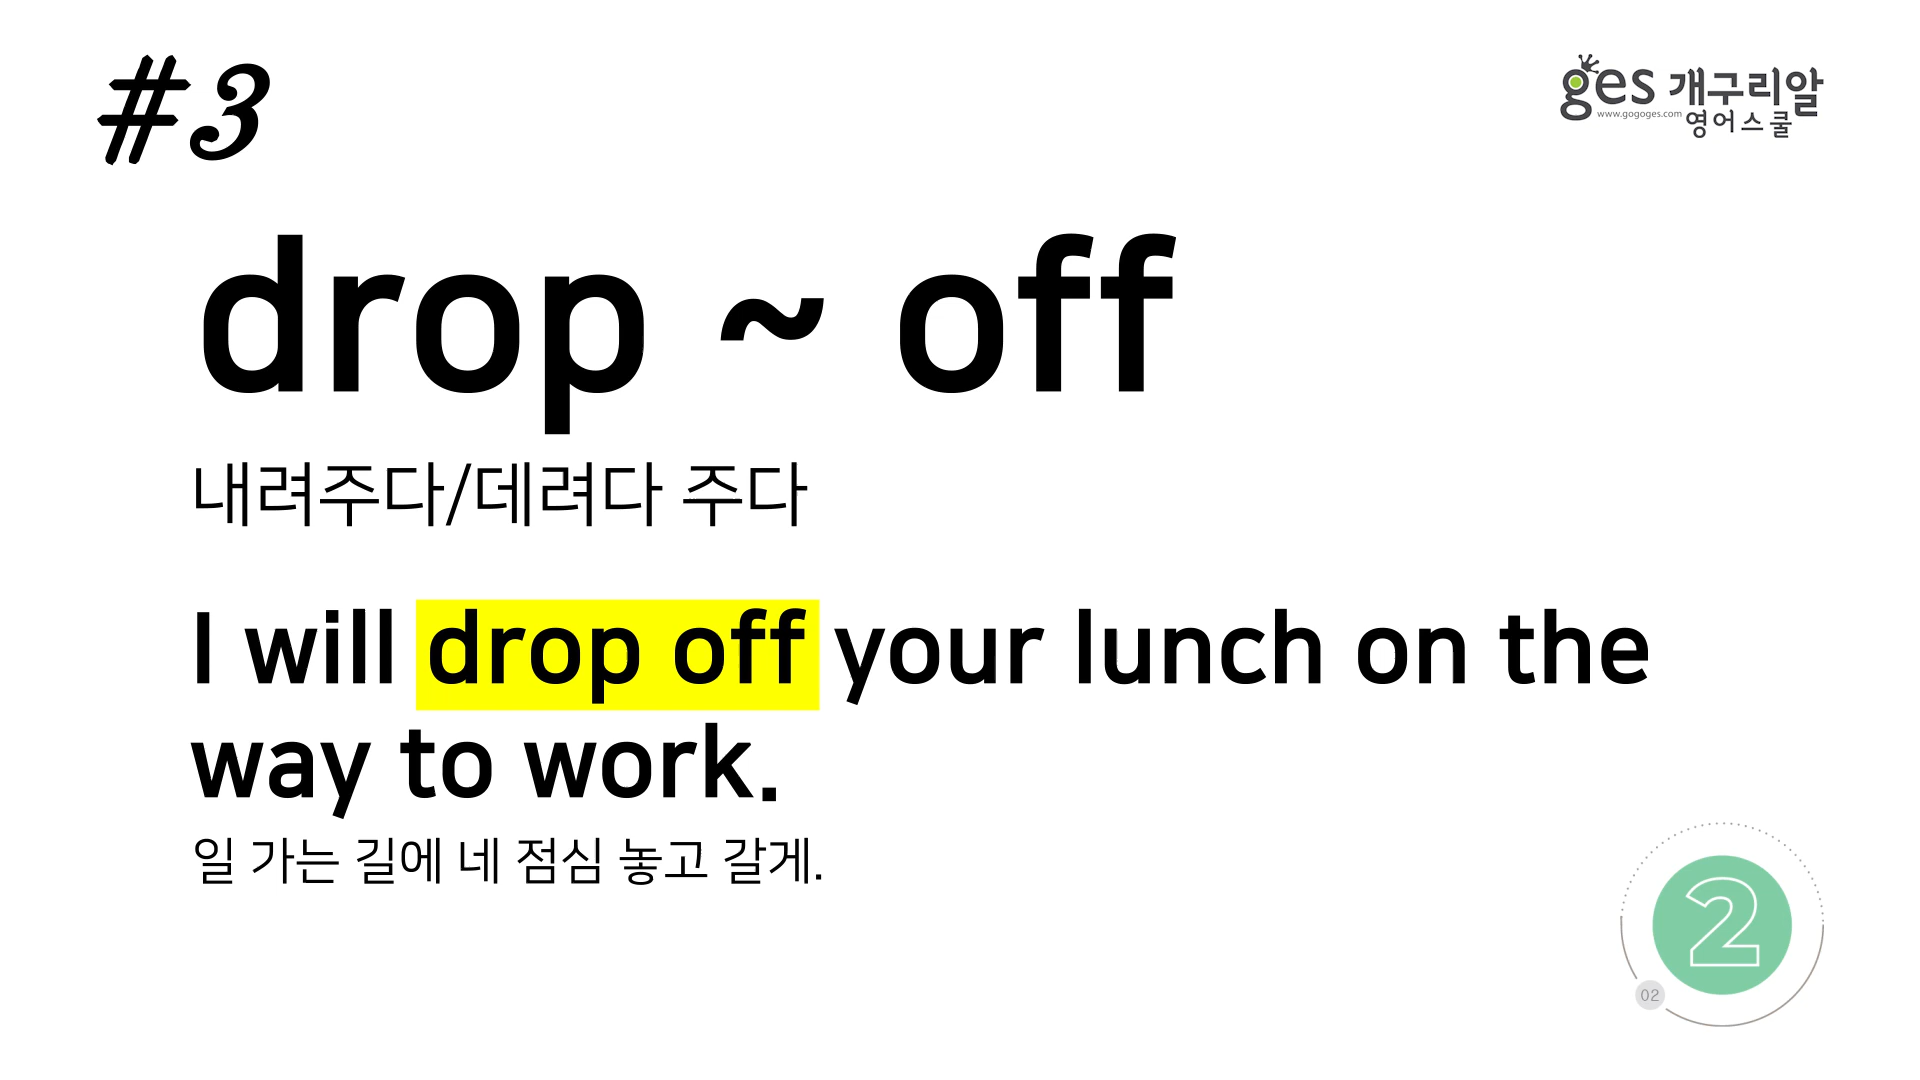 #3
ges 개구리알
www.gogoges.com 영어스쿨
drop ~ off
내려주다/데려다 주다
I will drop off your lunch on the
way to work.
일 가는 길에 네 점심 놓고 갈게.
2
02